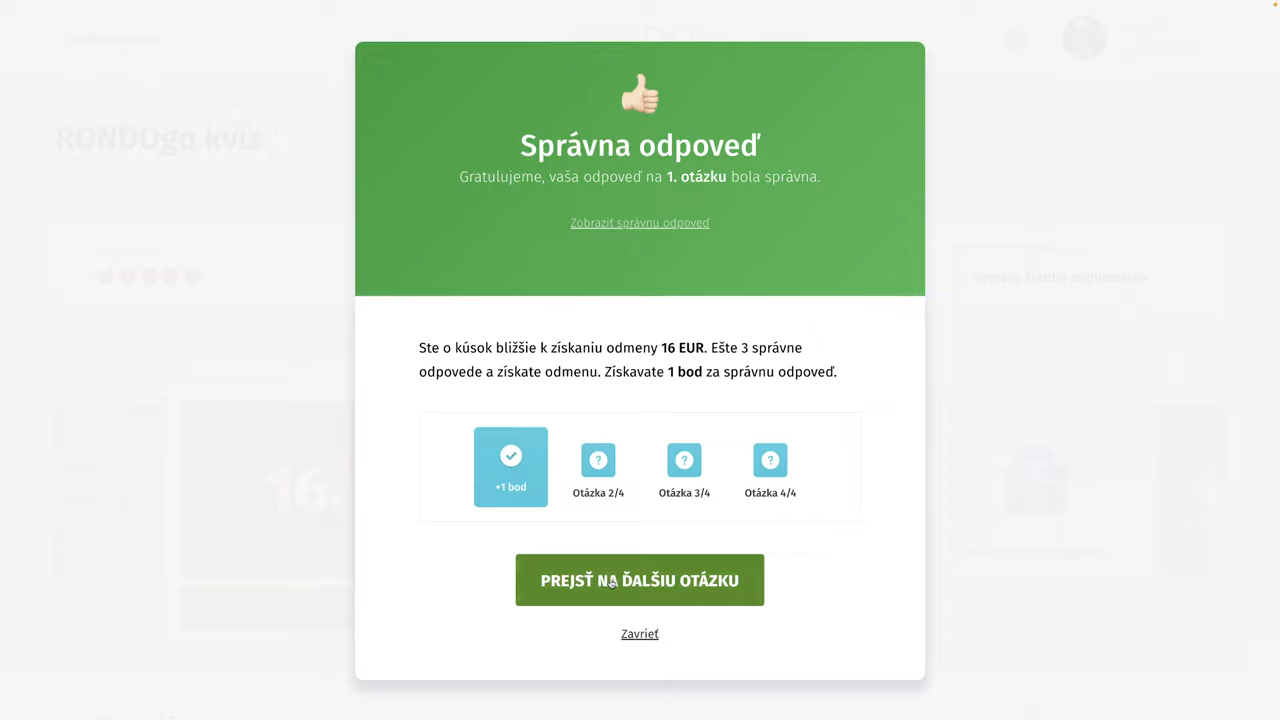 RONDOgo kvíz
Správna odpoveď
Gratulujeme, vaša odpoveď na 1. otázku bola správna.
Zobraziť správnu odpoveď
Ste o kúsok bližšie k získaniu odmeny 16 EUR. Ešte 3 správne
odpovede a získate odmenu. Získavate 1 bod za správnu odpoveď.
+1 bod
?
Otázka 2/4
?
Otázka 3/4
?
Otázka 4/4
PREJSŤ NA ĎALŠIU OTÁZKU
Zavrieť